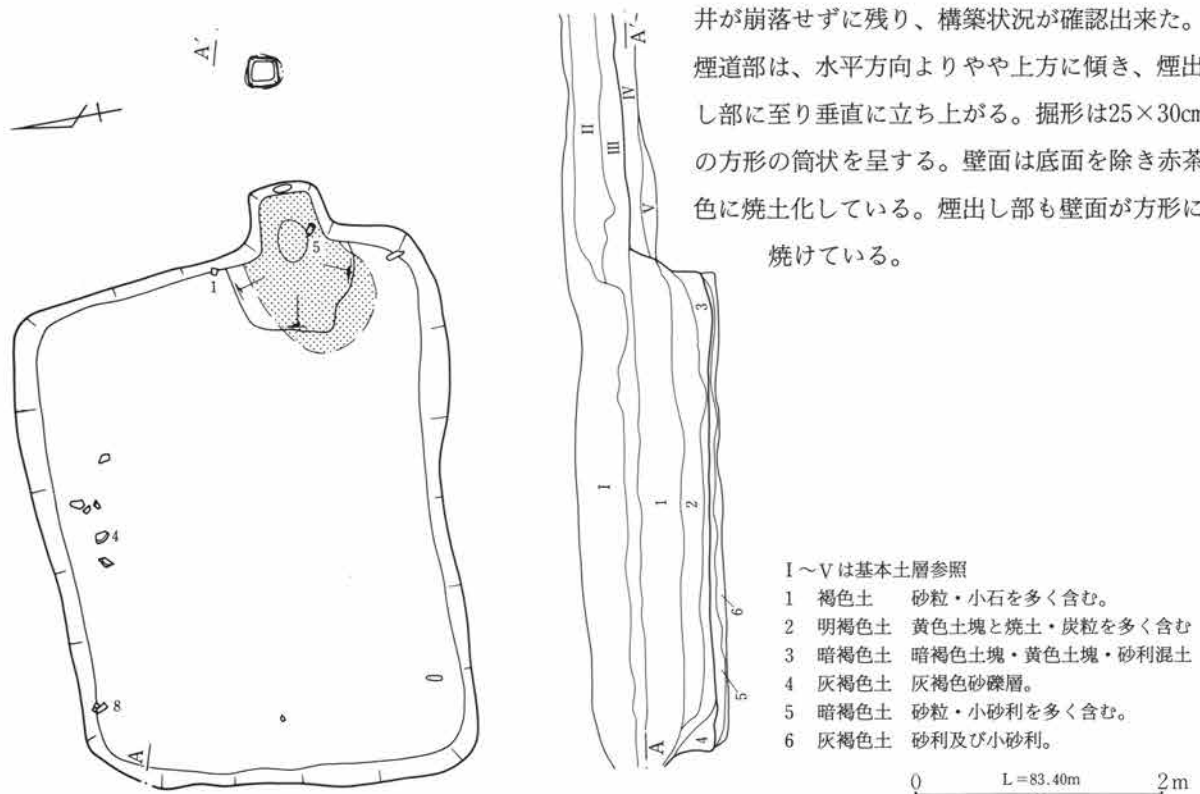 井が崩落せずに残り、構築状況が確認出来た。
煙道部は、水平方向よりやや上方に傾き、煙出
し部に至り垂直に立ち上がる。掘形は25×30㎝
の方形の筒状を呈する。壁面は底面を除き赤茶
色に焼土化している。煙出し部も壁面が方形に
焼けている。
A′
5
1
4
8
A
A′
II
III
IV
V
3
I
1
2
6
5
4
A
I～Vは基本土層参照
1 褐色土 砂粒・小石を多く含む。
2 明褐色土 黄色土塊と焼土・炭粒を多く含む
3 暗褐色土 暗褐色土塊・黄色土塊・砂利混土
4 灰褐色土 灰褐色砂礫層。
5 暗褐色土 砂粒・小砂利を多く含む。
6 灰褐色土 砂利及び小砂利。
0 L=83.40m 2m